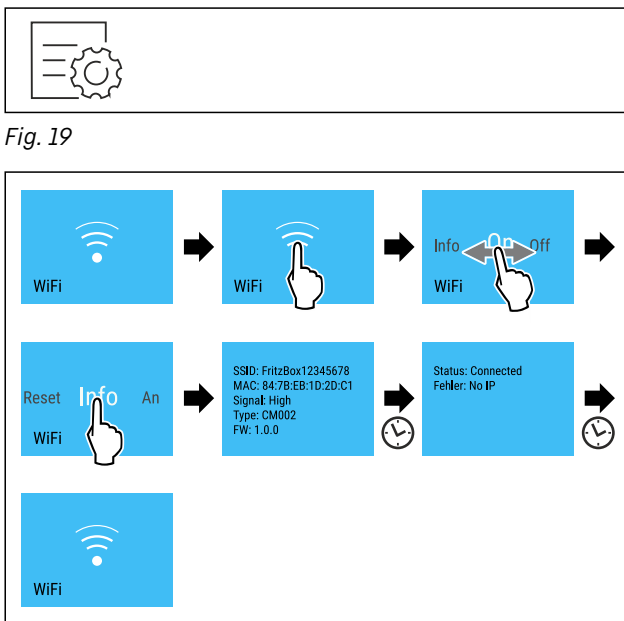 Fig. 19
WiFi
WiFi
Info On Off
WiFi
Reset Info An
WiFi
SSID: FritzBox12345678
MAC: 84:7B:EB:1D:2D:C1
Signal: High
Type: CM002
FW: 1.0.0
Status: Connected
Fehler: No IP
WiFi